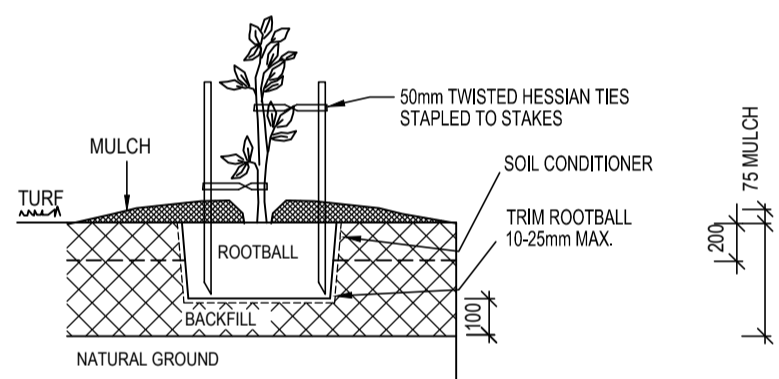 50mm TWISTED HESSIAN TIES
STAPLED TO STAKES
MULCH
SOIL CONDITIONER
75 MULCH
TURF
TRIM ROOTBALL
10-25mm MAX.
ROOTBALL
200
BACKFILL
100
NATURAL GROUND